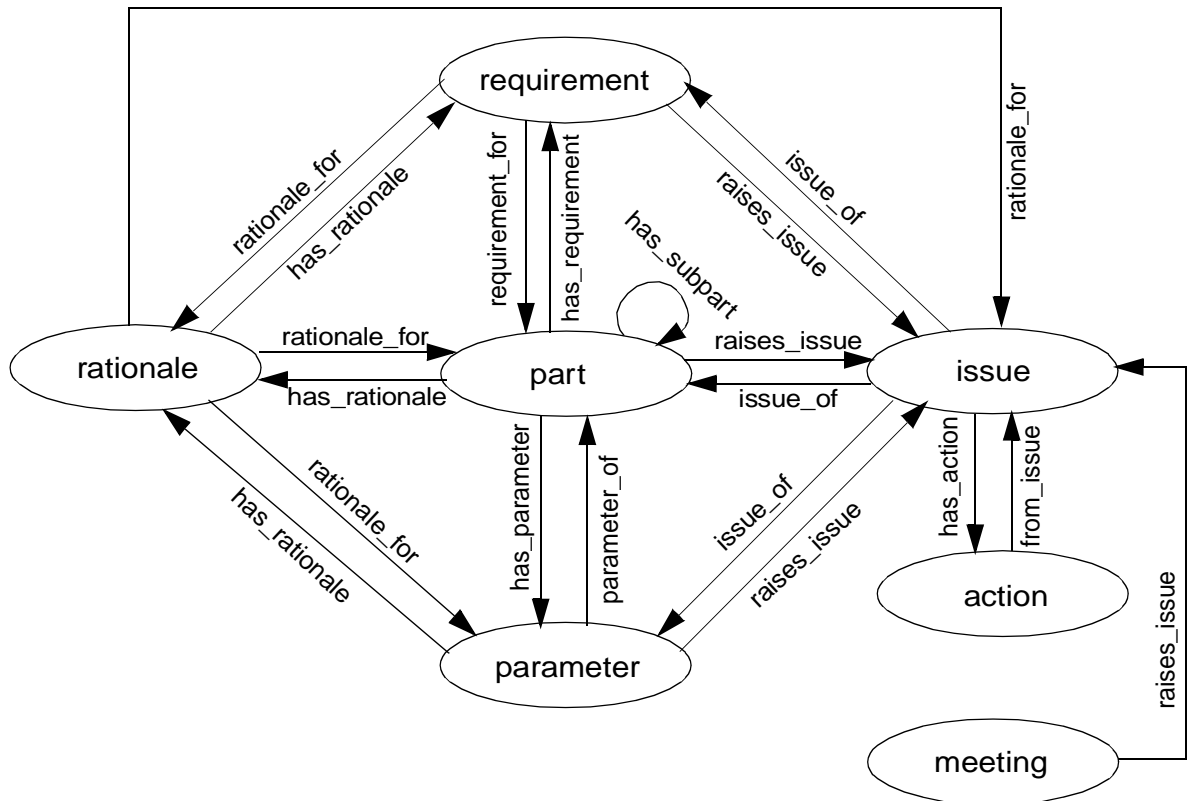 requirement
rationale_for
rationale_for
has_rationale
requirement_for
has_requirement
issue_of
raises_issue
has_subpart
rationale
rationale_for
has_rationale
part
raises_issue
issue_of
issue
rationale_for
has_rationale
has_parameter
parameter_of
issue_of
raises_issue
has_action
from_issue
action
parameter
raises_issue
meeting